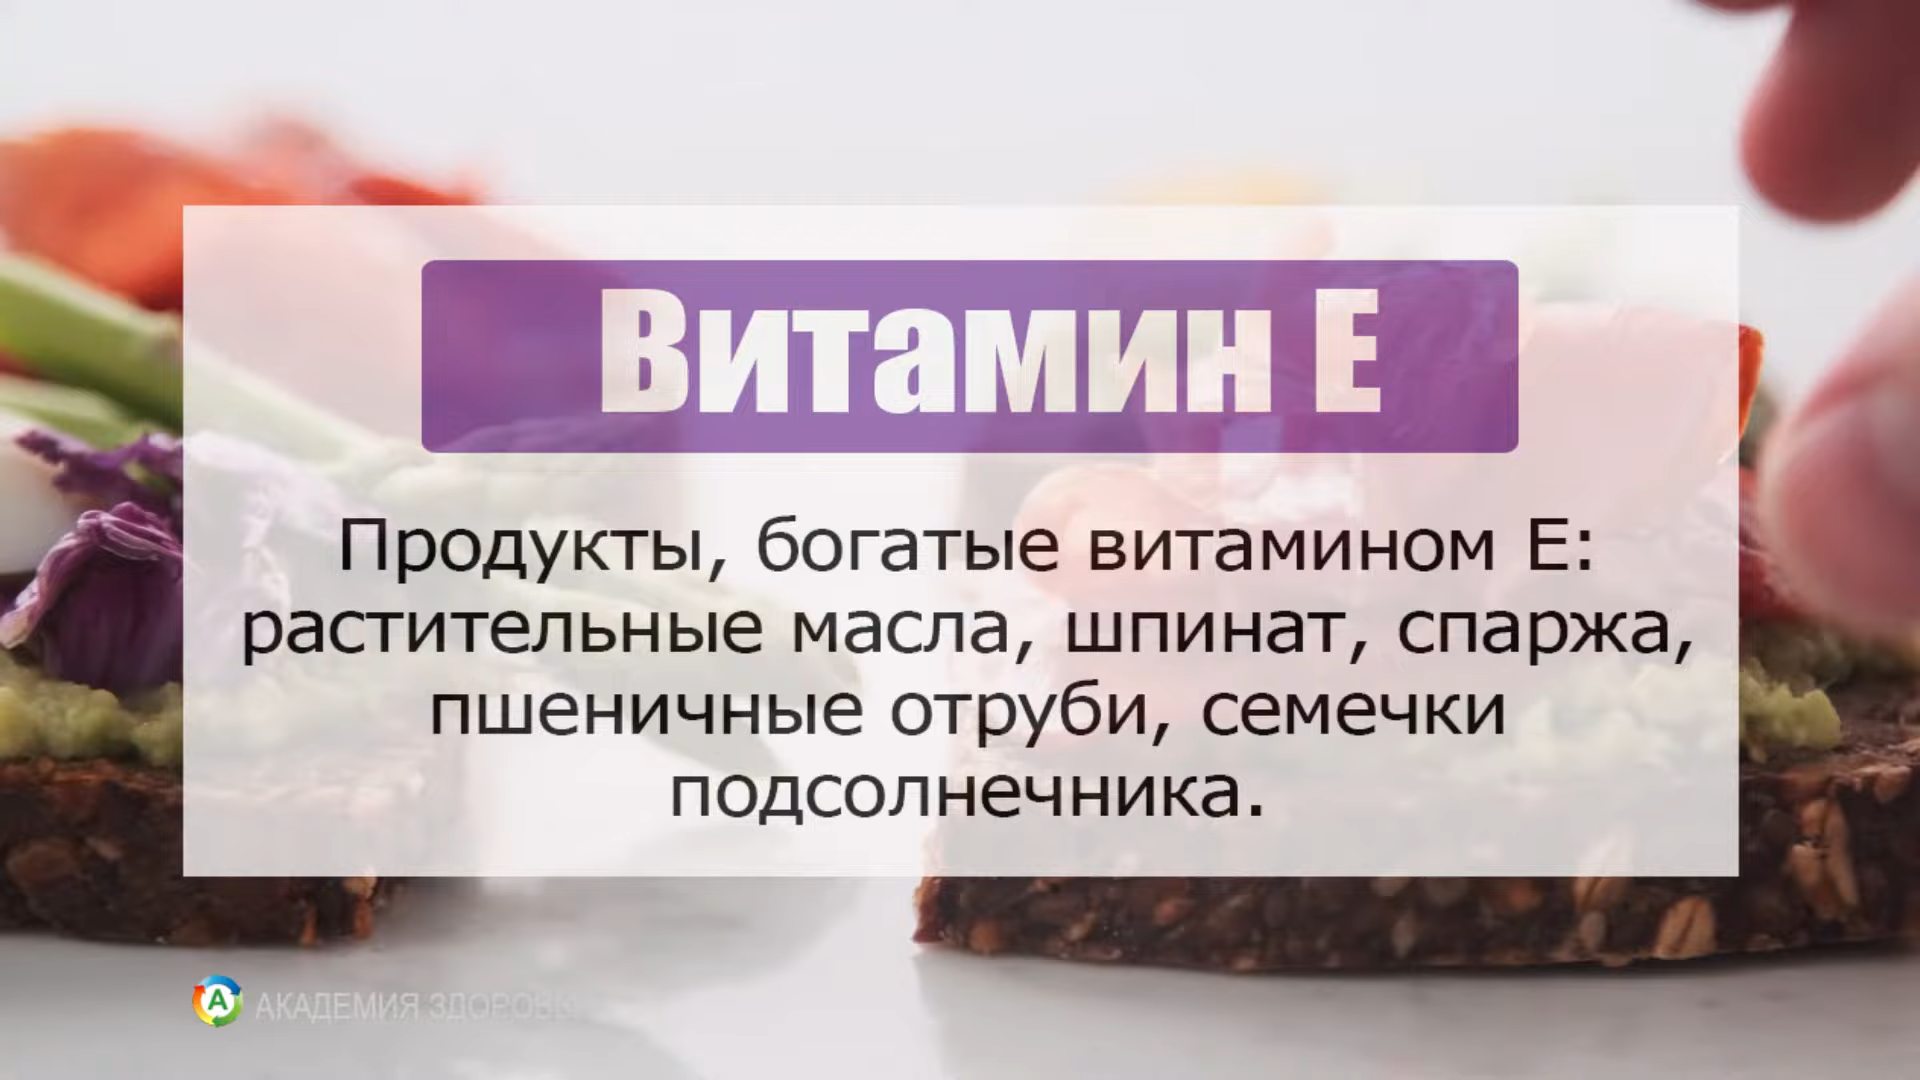 Витамин Е
Продукты, богатые витамином Е:
растительные масла, шпинат, спаржа,
пшеничные отруби, семечки
подсолнечника.
АКАДЕМИЯ